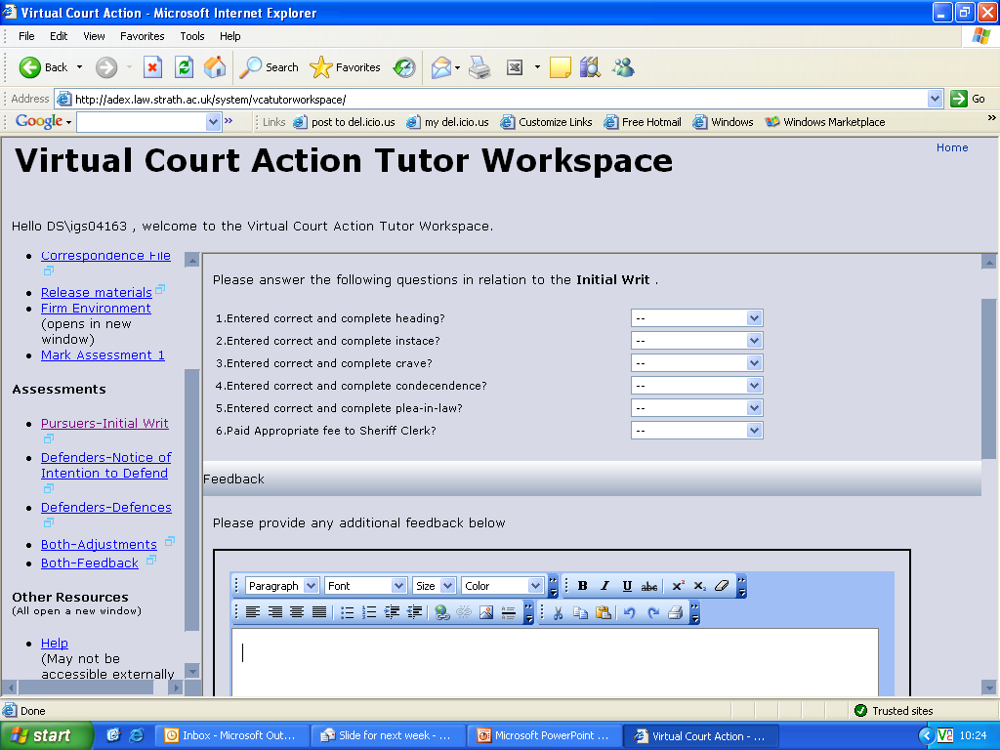 Virtual Court Action - Microsoft Internet Explorer
File Edit View Favorites Tools Help
Back Search Favorites
Address http://adex.law.strath.ac.uk/system/vcatutorworkspace/ Go
Google Links post to del.icio.us my del.icio.us Customize Links Free Hotmail Windows Windows Marketplace
Virtual Court Action Tutor Workspace
Home
Hello DS\igs04163 , welcome to the Virtual Court Action Tutor Workspace.
Correspondence File
Release materials
Firm Environment
(opens in new
window)
Mark Assessment 1
Assessments
Pursuers-Initial Writ
Defenders-Notice of
Intention to Defend
Defenders-Defences
Both-Adjustments
Both-Feedback
Other Resources
(All open a new window)
Help
(May not be
accessible externally
Please answer the following questions in relation to the Initial Writ .
1.Entered correct and complete heading? --
2.Entered correct and complete instace? --
3.Entered correct and complete crave? --
4.Entered correct and complete condecendence? --
5.Entered correct and complete plea-in-law? --
6.Paid Appropriate fee to Sheriff Clerk? --
Feedback
Please provide any additional feedback below
Paragraph Font Size Color B I U abc x² x₂
Done Trusted sites
start Inbox - Microsoft Out... Slide for next week - ... Microsoft PowerPoint ... Virtual Court Action - ... 10:24